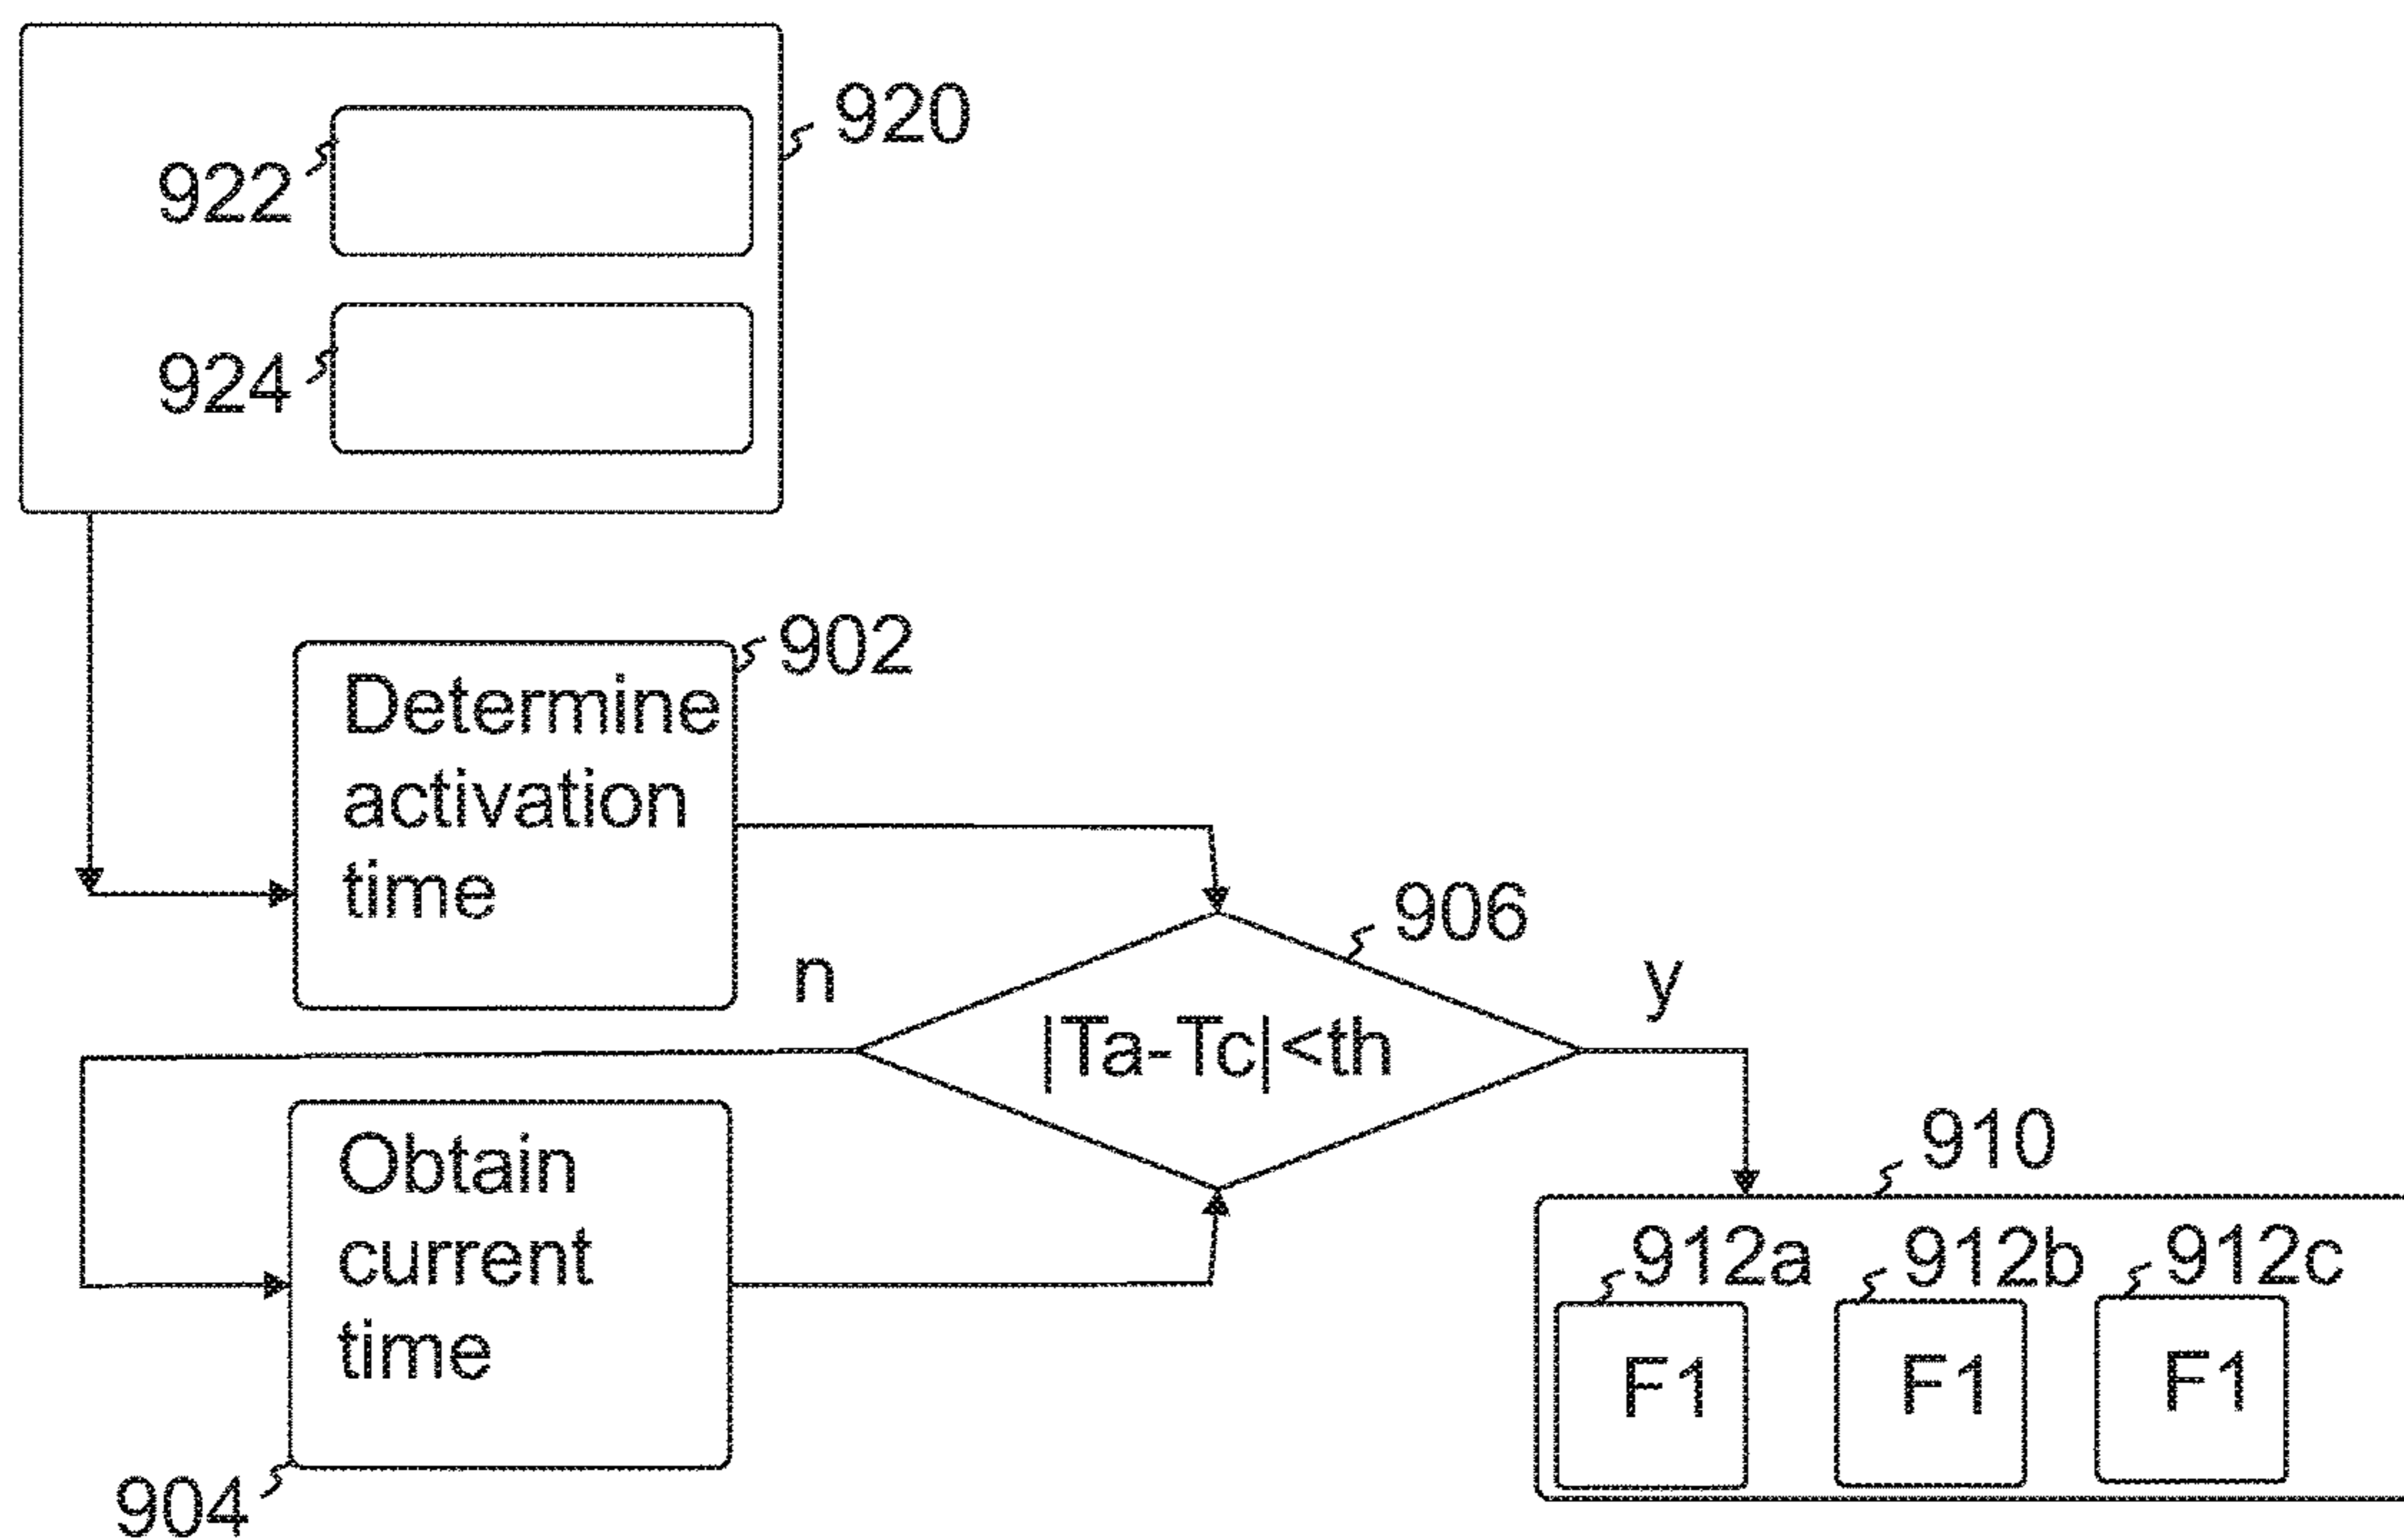 920
922
924
902
Determine
activation
time
906
n
y
|Ta-Tc|<th
910
Obtain
current
time
904
912a
912b
912c
F1
F1
F1